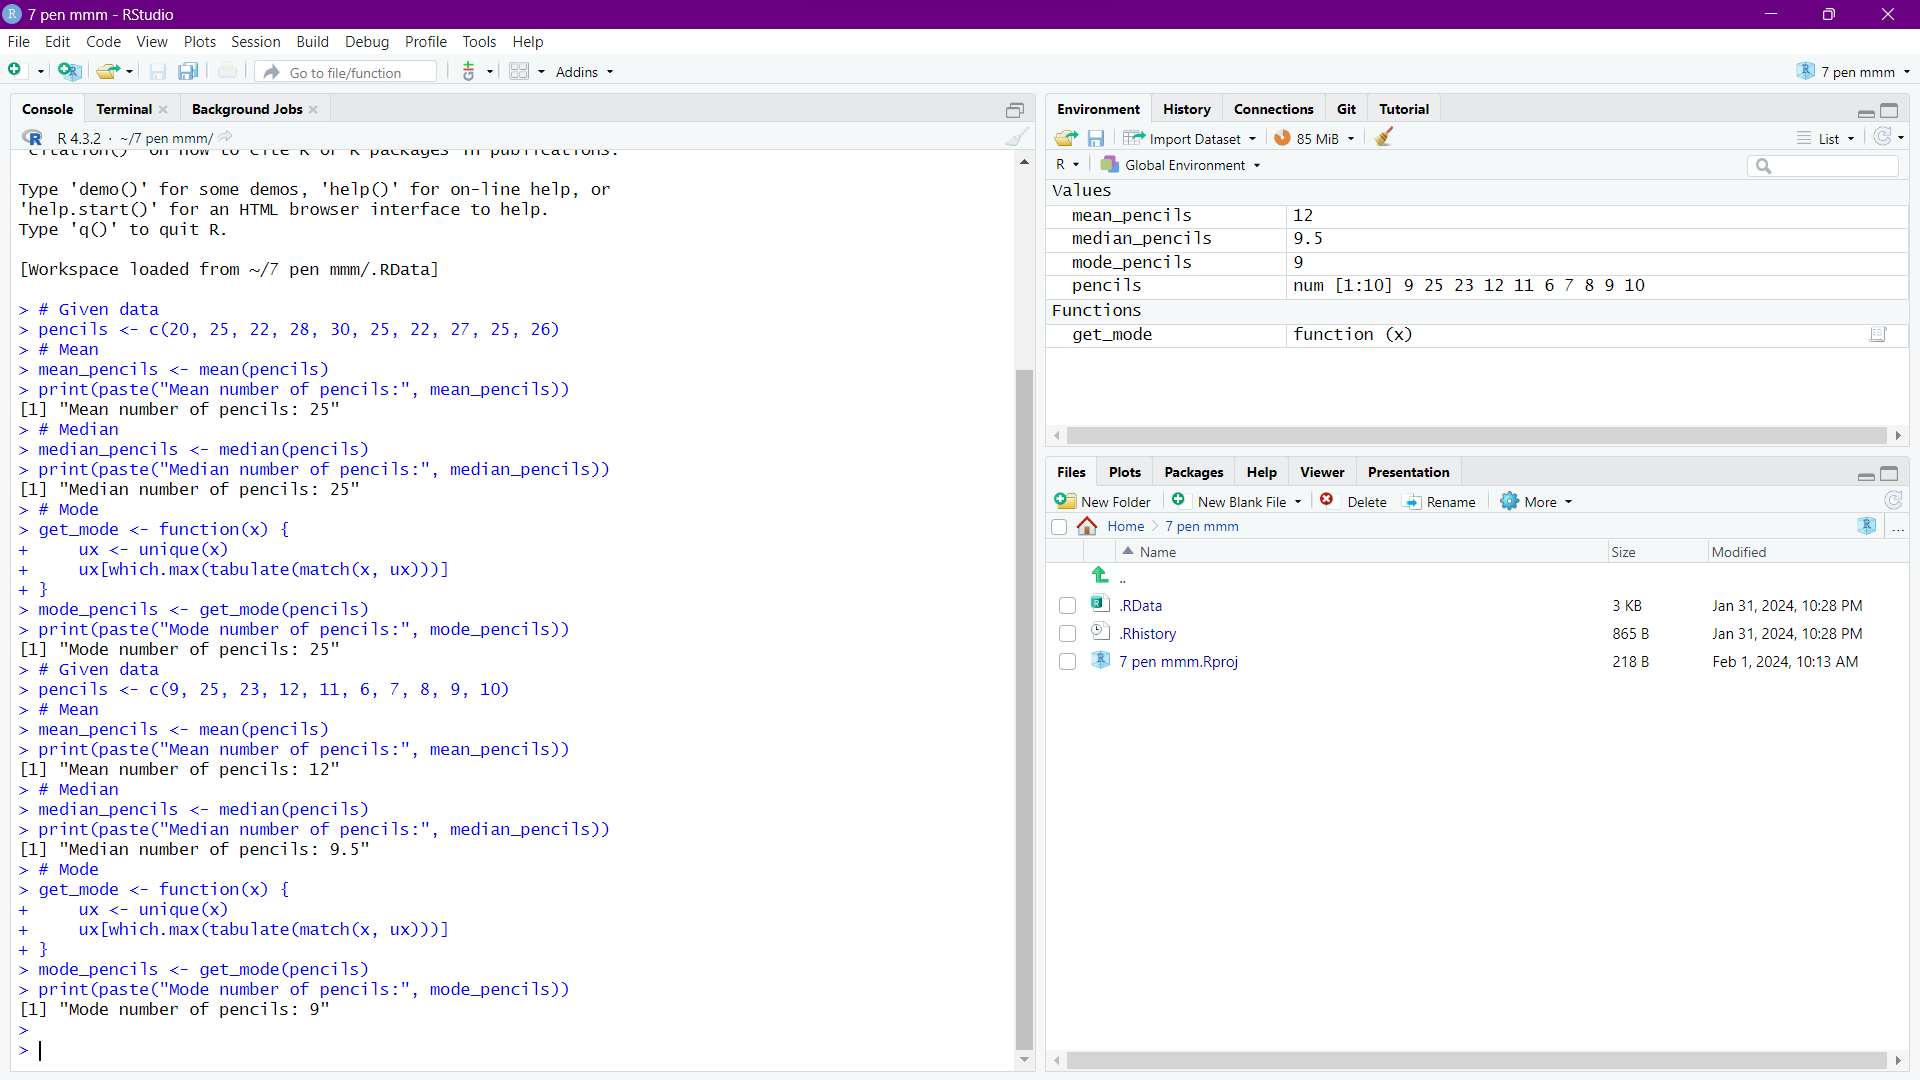 7 pen mmm - RStudio
File Edit Code View Plots Session Build Debug Profile Tools Help
Go to file/function Addins 7 pen mmm
Console Terminal Background Jobs
R 4.3.2 · ~/7 pen mmm/
'citation()' on how to cite R or R packages in publications.
Type 'demo()' for some demos, 'help()' for on-line help, or
'help.start()' for an HTML browser interface to help.
Type 'q()' to quit R.
[Workspace loaded from ~/7 pen mmm/.RData]
> # Given data
> pencils <- c(20, 25, 22, 28, 30, 25, 22, 27, 25, 26)
> # Mean
> mean_pencils <- mean(pencils)
> print(paste("Mean number of pencils:", mean_pencils))
[1] "Mean number of pencils: 25"
> # Median
> median_pencils <- median(pencils)
> print(paste("Median number of pencils:", median_pencils))
[1] "Median number of pencils: 25"
> # Mode
> get_mode <- function(x) {
+     ux <- unique(x)
+     ux[which.max(tabulate(match(x, ux)))]
+ }
> mode_pencils <- get_mode(pencils)
> print(paste("Mode number of pencils:", mode_pencils))
[1] "Mode number of pencils: 25"
> # Given data
> pencils <- c(9, 25, 23, 12, 11, 6, 7, 8, 9, 10)
> # Mean
> mean_pencils <- mean(pencils)
> print(paste("Mean number of pencils:", mean_pencils))
[1] "Mean number of pencils: 12"
> # Median
> median_pencils <- median(pencils)
> print(paste("Median number of pencils:", median_pencils))
[1] "Median number of pencils: 9.5"
> # Mode
> get_mode <- function(x) {
+     ux <- unique(x)
+     ux[which.max(tabulate(match(x, ux)))]
+ }
> mode_pencils <- get_mode(pencils)
> print(paste("Mode number of pencils:", mode_pencils))
[1] "Mode number of pencils: 9"
>
>
Environment History Connections Git Tutorial
Import Dataset 85 MiB List
R Global Environment
Values
mean_pencils 12
median_pencils 9.5
mode_pencils 9
pencils num [1:10] 9 25 23 12 11 6 7 8 9 10
Functions
get_mode function (x)
Files Plots Packages Help Viewer Presentation
New Folder New Blank File Delete Rename More
Home 7 pen mmm ...
Name Size Modified
..
.RData 3 KB Jan 31, 2024, 10:28 PM
.Rhistory 865 B Jan 31, 2024, 10:28 PM
7 pen mmm.Rproj 218 B Feb 1, 2024, 10:13 AM